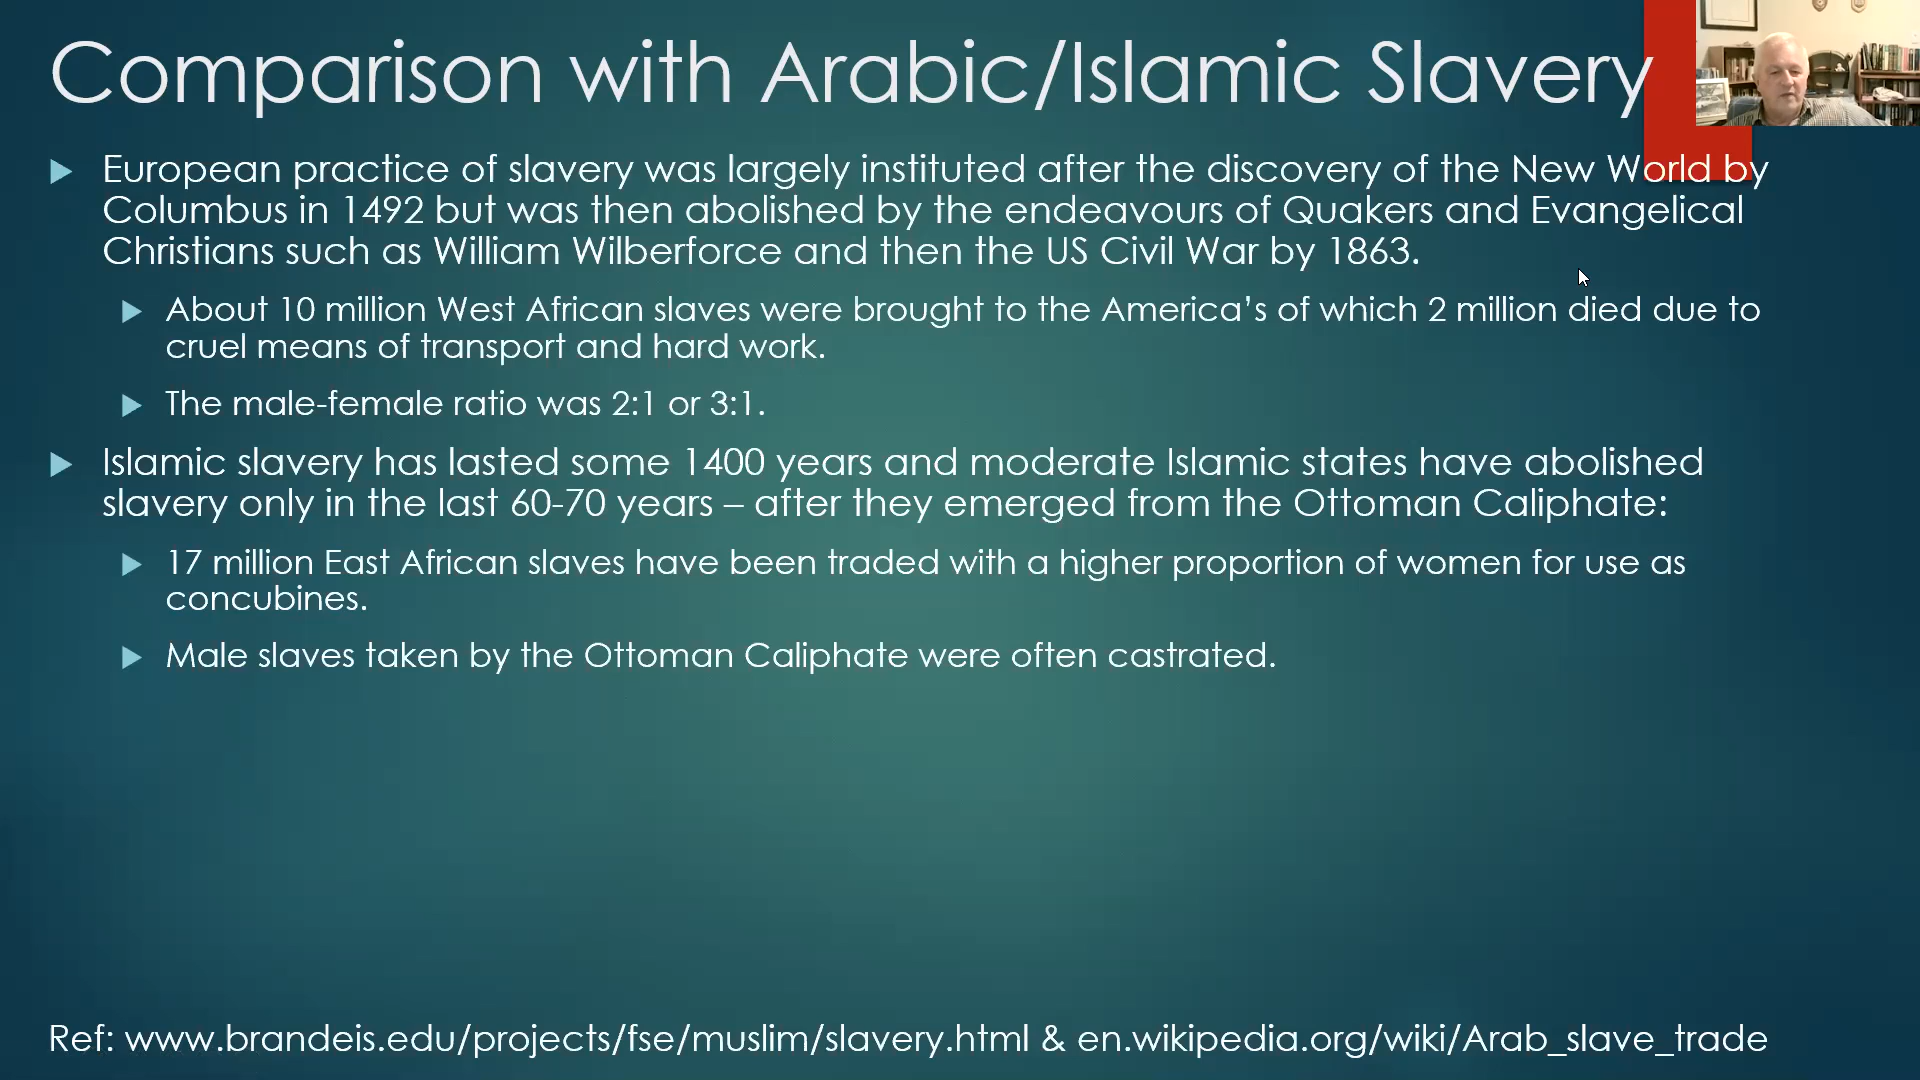 Comparison with Arabic/Islamic Slavery
European practice of slavery was largely instituted after the discovery of the New World by
Columbus in 1492 but was then abolished by the endeavours of Quakers and Evangelical
Christians such as William Wilberforce and then the US Civil War by 1863.
About 10 million West African slaves were brought to the America’s of which 2 million died due to
cruel means of transport and hard work.
The male-female ratio was 2:1 or 3:1.
Islamic slavery has lasted some 1400 years and moderate Islamic states have abolished
slavery only in the last 60-70 years – after they emerged from the Ottoman Caliphate:
17 million East African slaves have been traded with a higher proportion of women for use as
concubines.
Male slaves taken by the Ottoman Caliphate were often castrated.
Ref: www.brandeis.edu/projects/fse/muslim/slavery.html & en.wikipedia.org/wiki/Arab_slave_trade